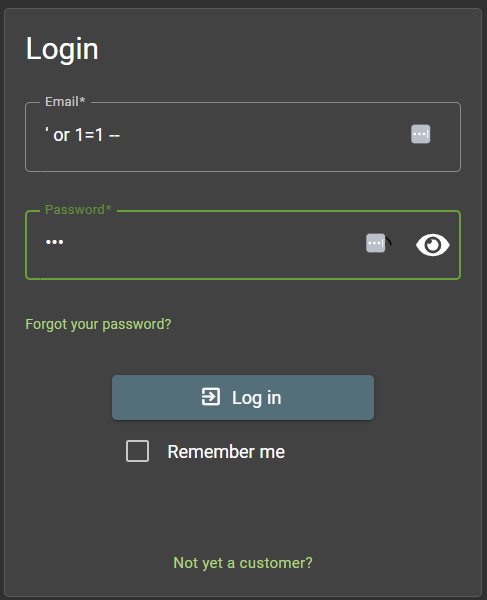 Login
Email*
' or 1=1 --
Password*
•••
Forgot your password?
Log in
Remember me
Not yet a customer?